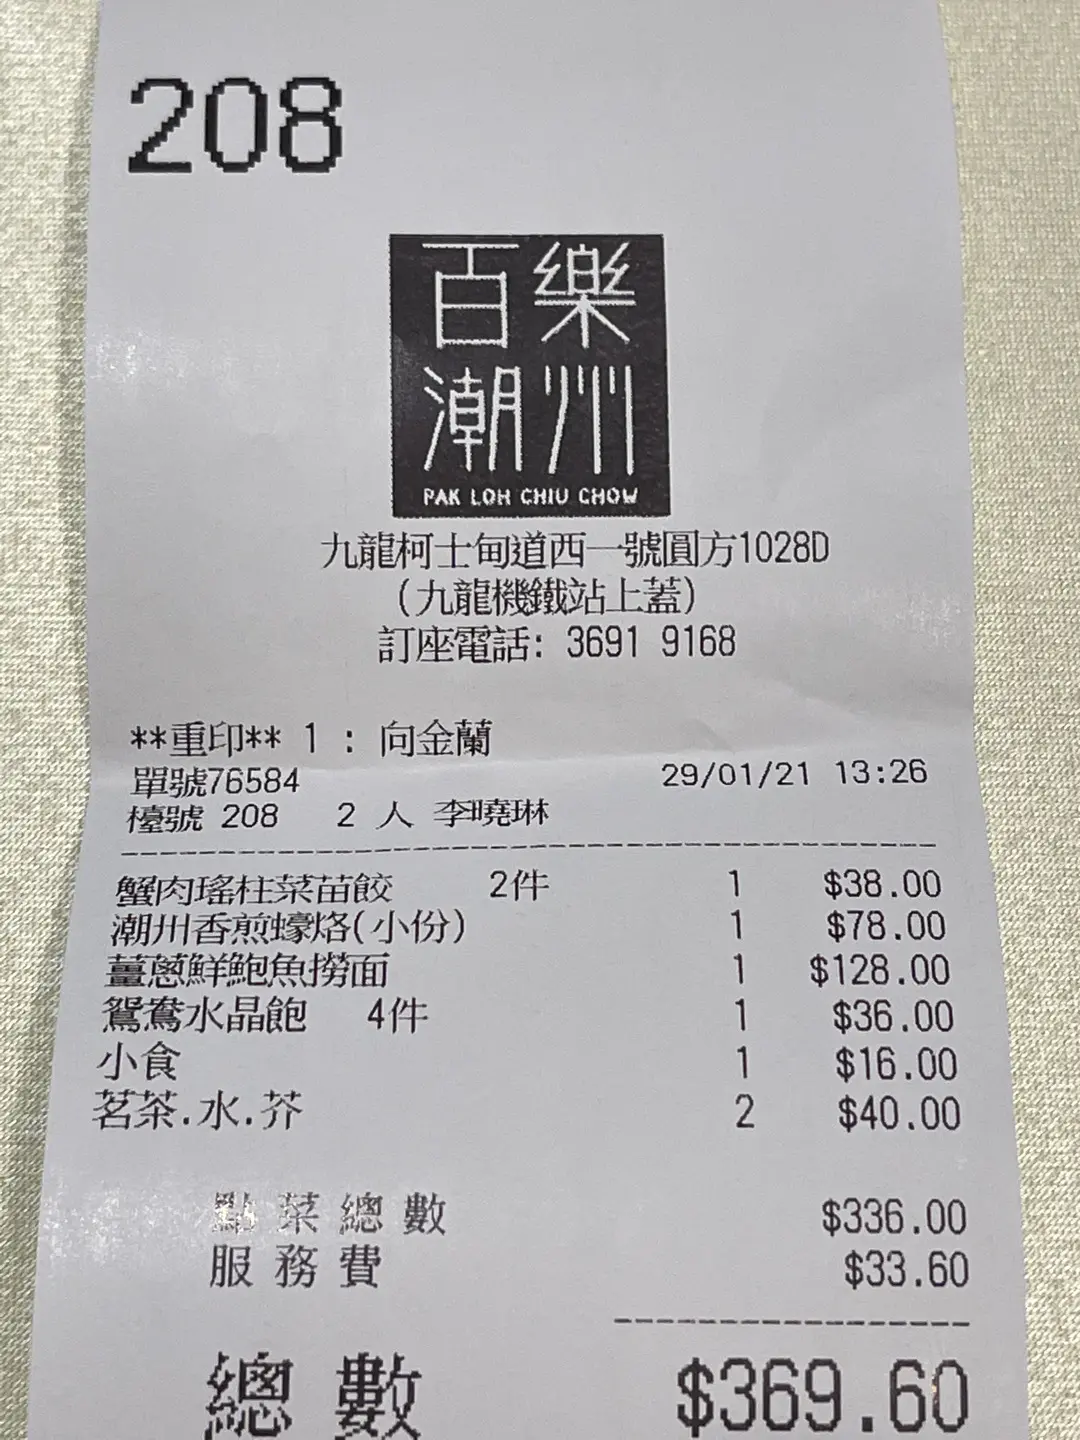 208
百樂
潮州
PAK LOH CHIU CHOW
九龍柯士甸道西一號圓方1028D
(九龍機鐵站上蓋)
訂座電話: 3691 9168
**重印** 1 : 向金蘭
單號76584 29/01/21 13:26
檯號 208 2 人 李曉琳
蟹肉瑤柱菜苗餃 2件 1 $38.00
潮州香煎蠔烙(小份) 1 $78.00
薑蔥鮮鮑魚撈面 1 $128.00
鴛鴦水晶飽 4件 1 $36.00
小食 1 $16.00
茗茶.水.芥 2 $40.00
點菜總數 $336.00
服務費 $33.60
總數 $369.60